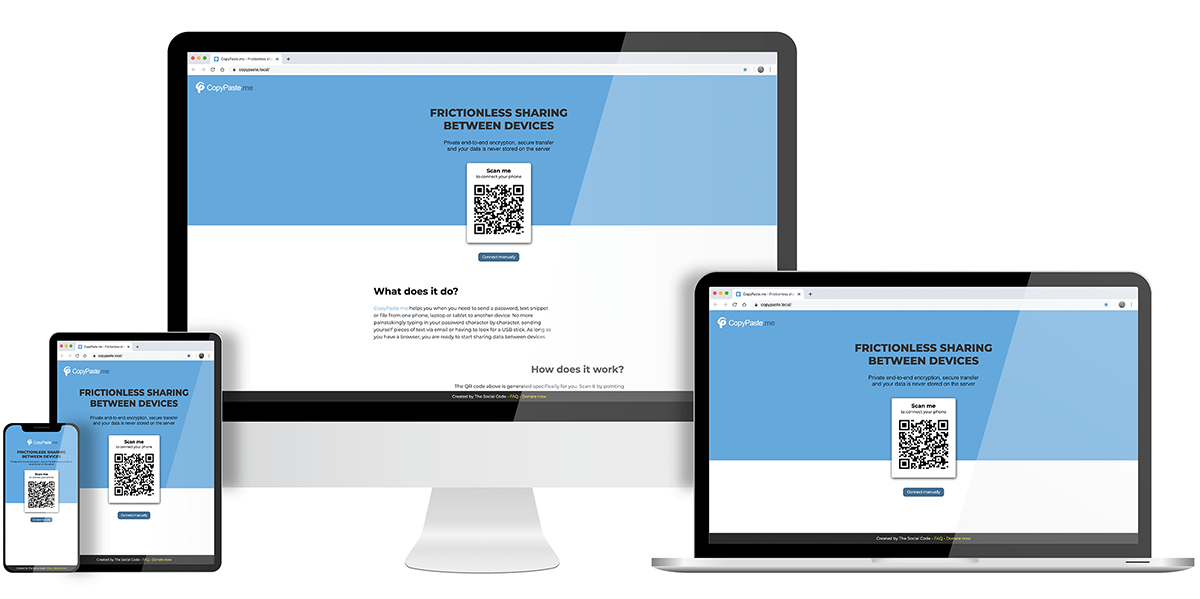 CopyPaste.me - Frictionless sh
copypaste.local/
CopyPaste.me
FRICTIONLESS SHARING
BETWEEN DEVICES
Private end-to-end encryption, secure transfer
and your data is never stored on the server
Scan me
to connect your phone
Connect manually
What does it do?
CopyPaste.me helps you when you need to send a password, text snippet
or file from one phone, laptop or tablet to another device. No more
painstakingly typing in your password character by character, sending
yourself pieces of text via email or having to look for a USB stick. As long as
you have a browser, you are ready to start sharing data between devices.
How does it work?
The QR code above is generated specifically for you. Scan it by pointing
Created by The Social Code - FAQ - Donate now
CopyPaste.me - Frictionless sh
copypaste.local/
CopyPaste.me
FRICTIONLESS SHARING
BETWEEN DEVICES
Private end-to-end encryption, secure transfer
and your data is never stored on the server
Scan me
to connect your phone
Connect manually
Created by The Social Code - FAQ - Donate now
CopyPaste.me - Frictionless sh
copypaste.local/
CopyPaste.me
FRICTIONLESS SHARING
BETWEEN DEVICES
Private end-to-end encryption, secure transfer
and your data is never stored on the server
Scan me
to connect your phone
Connect manually
Created by The Social Code - FAQ - Donate now
CopyPaste.me
FRICTIONLESS SHARING
BETWEEN DEVICES
Scan me
to connect your phone
Connect manually